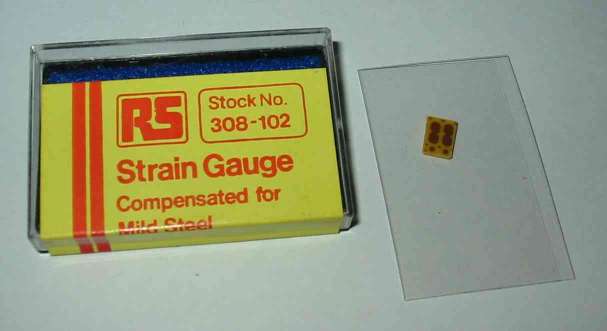 RS
Stock No.
308-102
Strain Gauge
Compensated for
Mild Steel